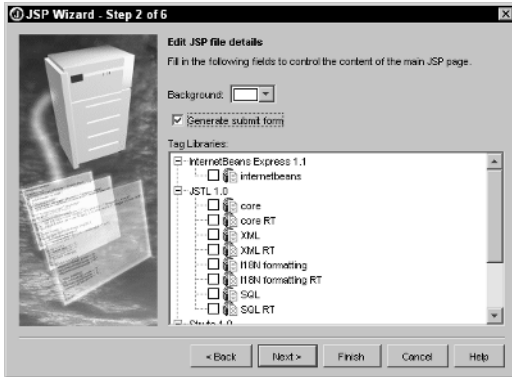 JSP Wizard - Step 2 of 6
Edit JSP file details
Fill in the following fields to control the content of the main JSP page.
Background:
Generate submit form
Tag Libraries:
InternetBeans Express 1.1
internetbeans
JSTL 1.0
core
core RT
XML
XML RT
I18N formatting
I18N formatting RT
SQL
SQL RT
Struts 1.0
< Back Next > Finish Cancel Help